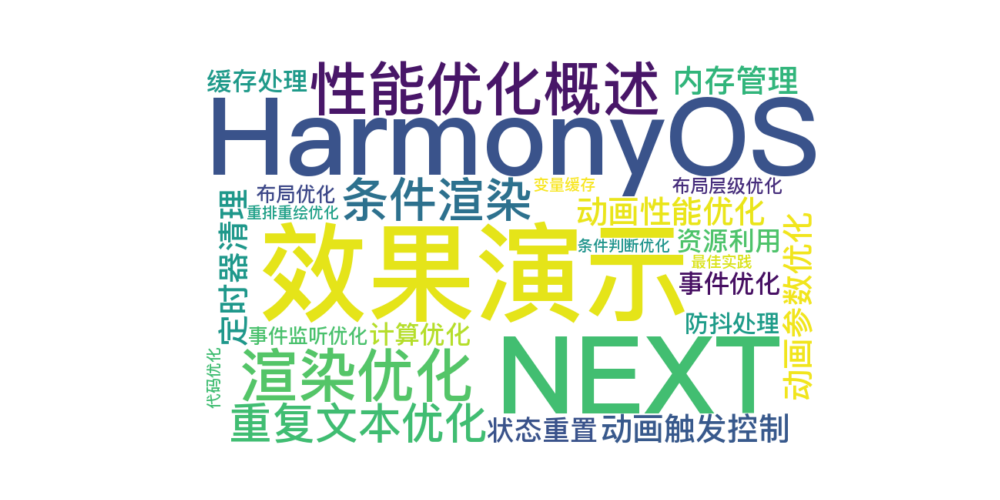 缓存处理
性能优化概述
内存管理
HarmonyOS
布局优化
条件渲染
变量缓存
布局层级优化
重排重绘优化
定时器清理
动画性能优化
效果演示
条件判断优化
资源利用
最佳实践
事件优化
动画参数优化
事件监听优化
计算优化
防抖处理
代码优化
渲染优化
NEXT
重复文本优化
状态重置
动画触发控制